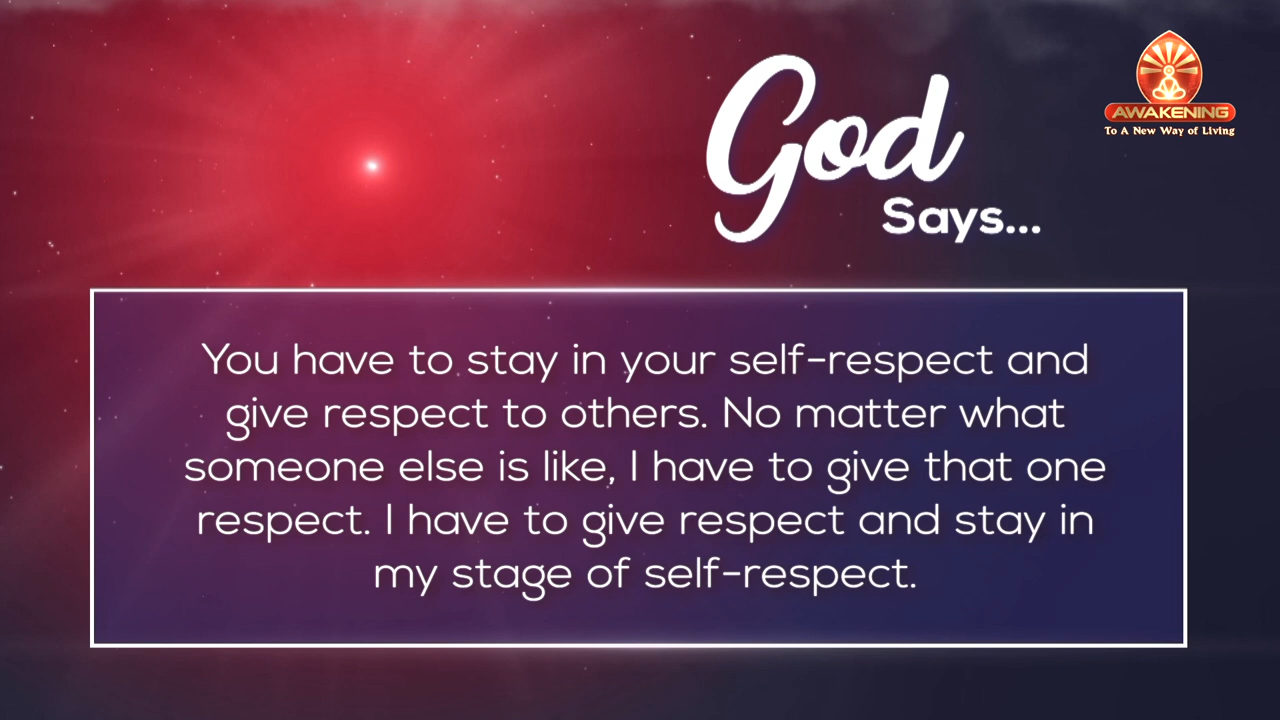 God
Says...
AWAKENING
To A New Way of Living
You have to stay in your self-respect and
give respect to others. No matter what
someone else is like, I have to give that one
respect. I have to give respect and stay in
my stage of self-respect.